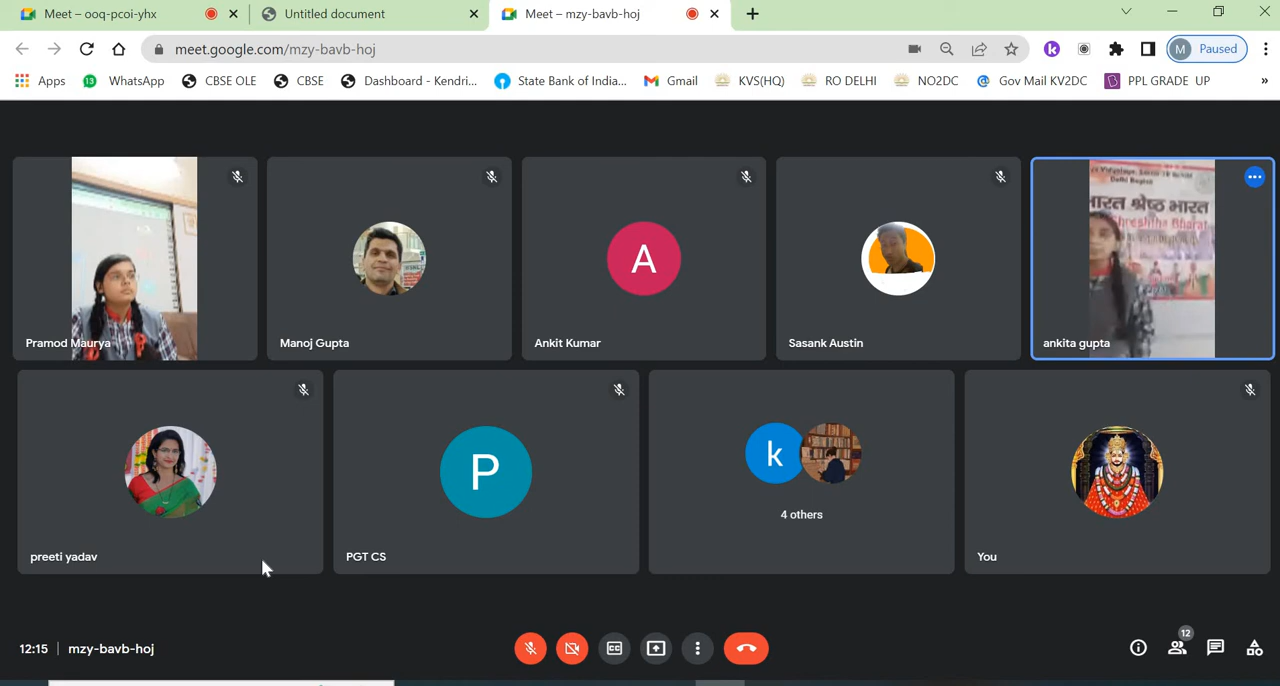 Meet – ooq-pcoi-yhx
Untitled document
Meet – mzy-bavb-hoj
meet.google.com/mzy-bavb-hoj
M Paused
Apps
13 WhatsApp
CBSE OLE
CBSE
Dashboard - Kendri...
State Bank of India...
Gmail
KVS(HQ)
RO DELHI
NO2DC
Gov Mail KV2DC
PPL GRADE UP
»
Delhi Region
भारत श्रेष्ठ भारत
Shreshtha Bharat
Pramod Maurya
Manoj Gupta
A
Ankit Kumar
Sasank Austin
ankita gupta
preeti yadav
P
PGT CS
k
4 others
You
12:15 | mzy-bavb-hoj
12